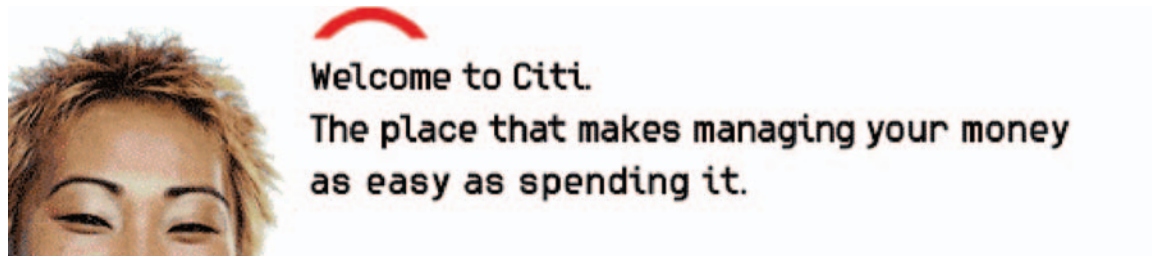 Welcome to Citi.
The place that makes managing your money
as easy as spending it.